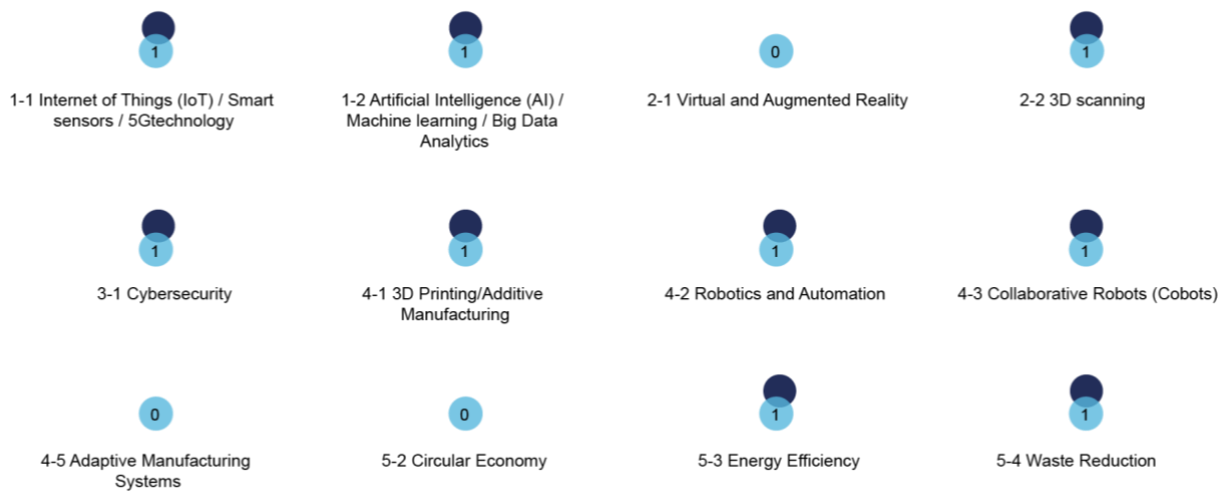 1
1
0
1
1-1 Internet of Things (IoT) / Smart
sensors / 5Gtechnology
1-2 Artificial Intelligence (AI) /
Machine learning / Big Data
Analytics
2-1 Virtual and Augmented Reality
2-2 3D scanning
1
1
1
1
3-1 Cybersecurity
4-1 3D Printing/Additive
Manufacturing
4-2 Robotics and Automation
4-3 Collaborative Robots (Cobots)
0
0
1
1
4-5 Adaptive Manufacturing
Systems
5-2 Circular Economy
5-3 Energy Efficiency
5-4 Waste Reduction